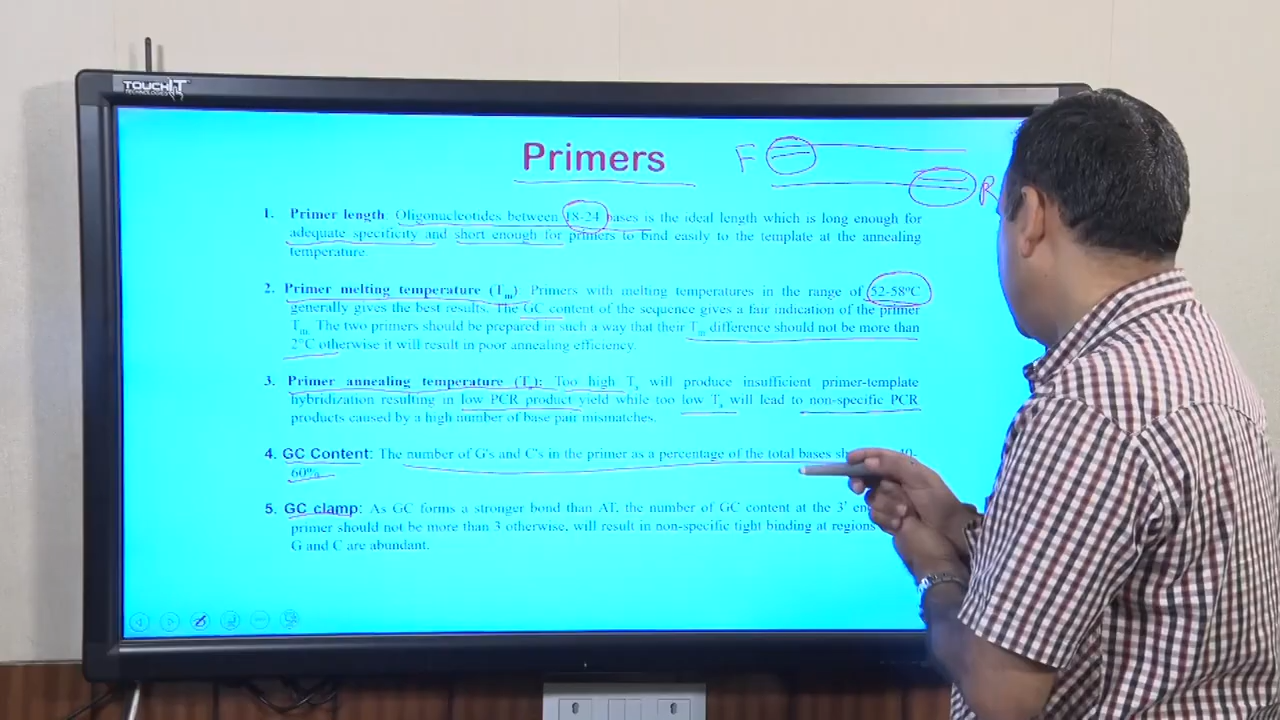 TOUCHIT
TECHNOLOGIES
Primers
F
R
1. Primer length: Oligonucleotides between 18-24 bases is the ideal length which is long enough for
adequate specificity and short enough for primers to bind easily to the template at the annealing
temperature.
2. Primer melting temperature (Tm) Primers with melting temperatures in the range of 52-58°C
generally gives the best results. The GC content of the sequence gives a fair indication of the primer
Tm. The two primers should be prepared in such a way that their Tm difference should not be more than
2°C otherwise it will result in poor annealing efficiency.
3. Primer annealing temperature (Ta): Too high Ta will produce insufficient primer-template
hybridization resulting in low PCR product yield while too low Ta will lead to non-specific PCR
products caused by a high number of base pair mismatches.
4. GC Content: The number of G's and C's in the primer as a percentage of the total bases 40-
60%.
5. GC clamp: As GC forms a stronger bond than AT, the number of GC content at the 3'
primer should not be more than 3 otherwise, will result in non-specific tight binding at regions
G and C are abundant.